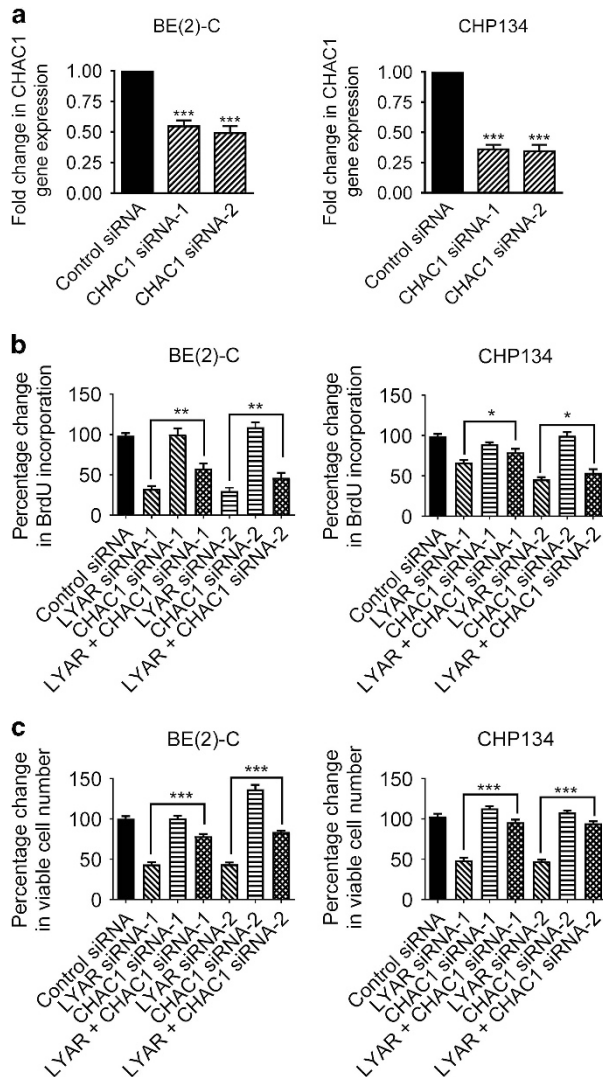 a
BE(2)-C
CHP134
Fold change in CHAC1
gene expression
1.00
0.75
0.50
0.25
0.00
***
***
Control siRNA
CHAC1 siRNA-1
CHAC1 siRNA-2
Fold change in CHAC1
gene expression
1.00
0.75
0.50
0.25
0.00
***
***
Control siRNA
CHAC1 siRNA-1
CHAC1 siRNA-2
b
BE(2)-C
CHP134
Percentage change
in BrdU incorporation
150
100
50
0
**
**
Control siRNA
LYAR siRNA-1
CHAC1 siRNA-1
LYAR + CHAC1 siRNA-1
LYAR siRNA-2
CHAC1 siRNA-2
LYAR + CHAC1 siRNA-2
Percentage change
in BrdU incorporation
150
100
50
0
*
*
Control siRNA
LYAR siRNA-1
CHAC1 siRNA-1
LYAR + CHAC1 siRNA-1
LYAR siRNA-2
CHAC1 siRNA-2
LYAR + CHAC1 siRNA-2
c
BE(2)-C
CHP134
Percentage change
in viable cell number
150
100
50
0
***
***
Control siRNA
LYAR siRNA-1
CHAC1 siRNA-1
LYAR + CHAC1 siRNA-1
LYAR siRNA-2
CHAC1 siRNA-2
LYAR + CHAC1 siRNA-2
Percentage change
in viable cell number
150
100
50
0
***
***
Control siRNA
LYAR siRNA-1
CHAC1 siRNA-1
LYAR + CHAC1 siRNA-1
LYAR siRNA-2
CHAC1 siRNA-2
LYAR + CHAC1 siRNA-2